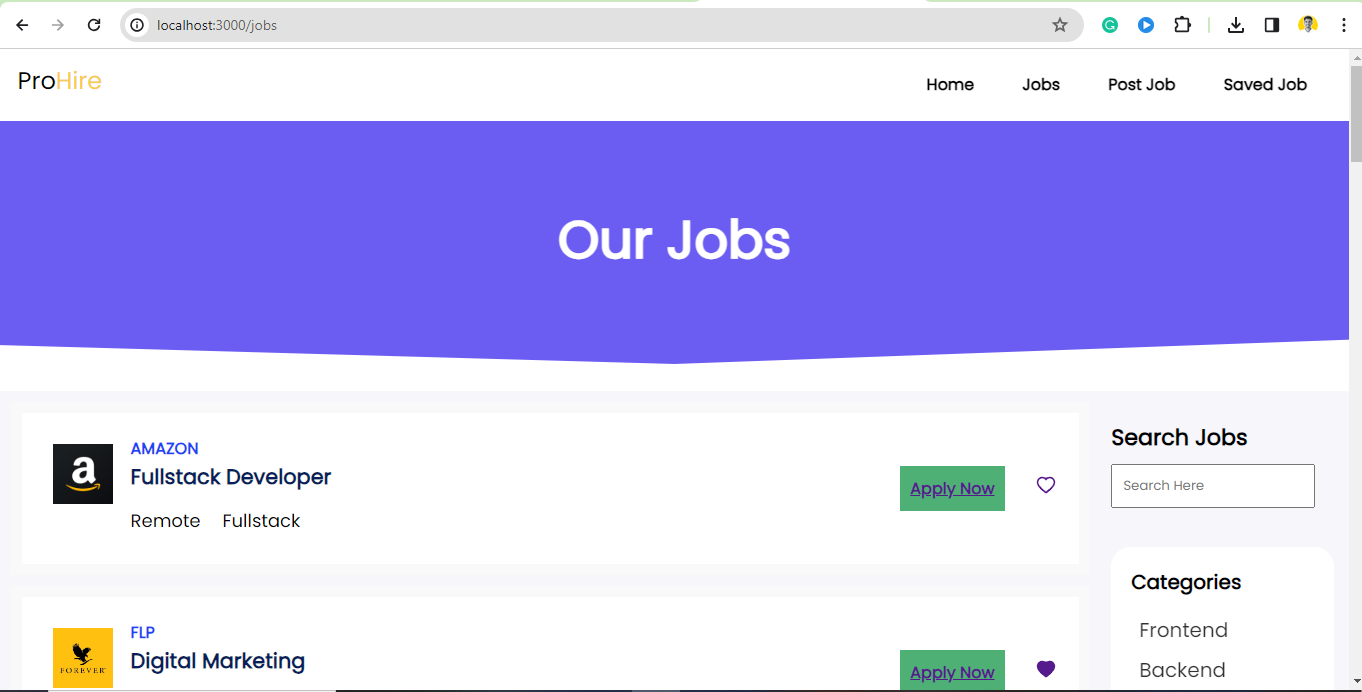 localhost:3000/jobs
ProHire
Home Jobs Post Job Saved Job
Our Jobs
AMAZON
Fullstack Developer
Remote Fullstack
Apply Now
a
FLP
Digital Marketing
FOREVER
Apply Now
Search Jobs
Search Here
Categories
Frontend
Backend